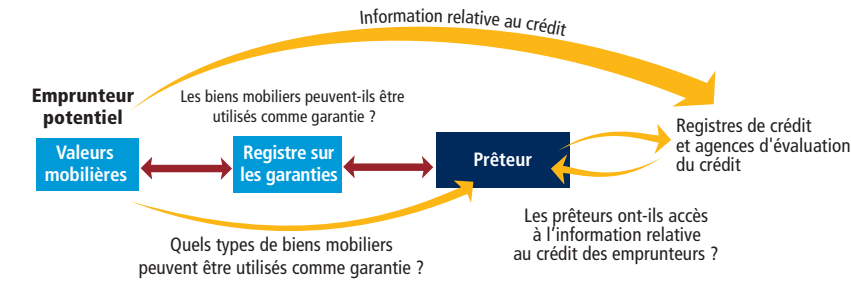 Information relative au crédit
Emprunteur
potentiel
Les biens mobiliers peuvent-ils être
utilisés comme garantie ?
Valeurs
mobilières
Registre sur
les garanties
Prêteur
Registres de crédit
et agences d'évaluation
du crédit
Quels types de biens mobiliers
peuvent être utilisés comme garantie ?
Les prêteurs ont-ils accès
à l'information relative
au crédit des emprunteurs ?